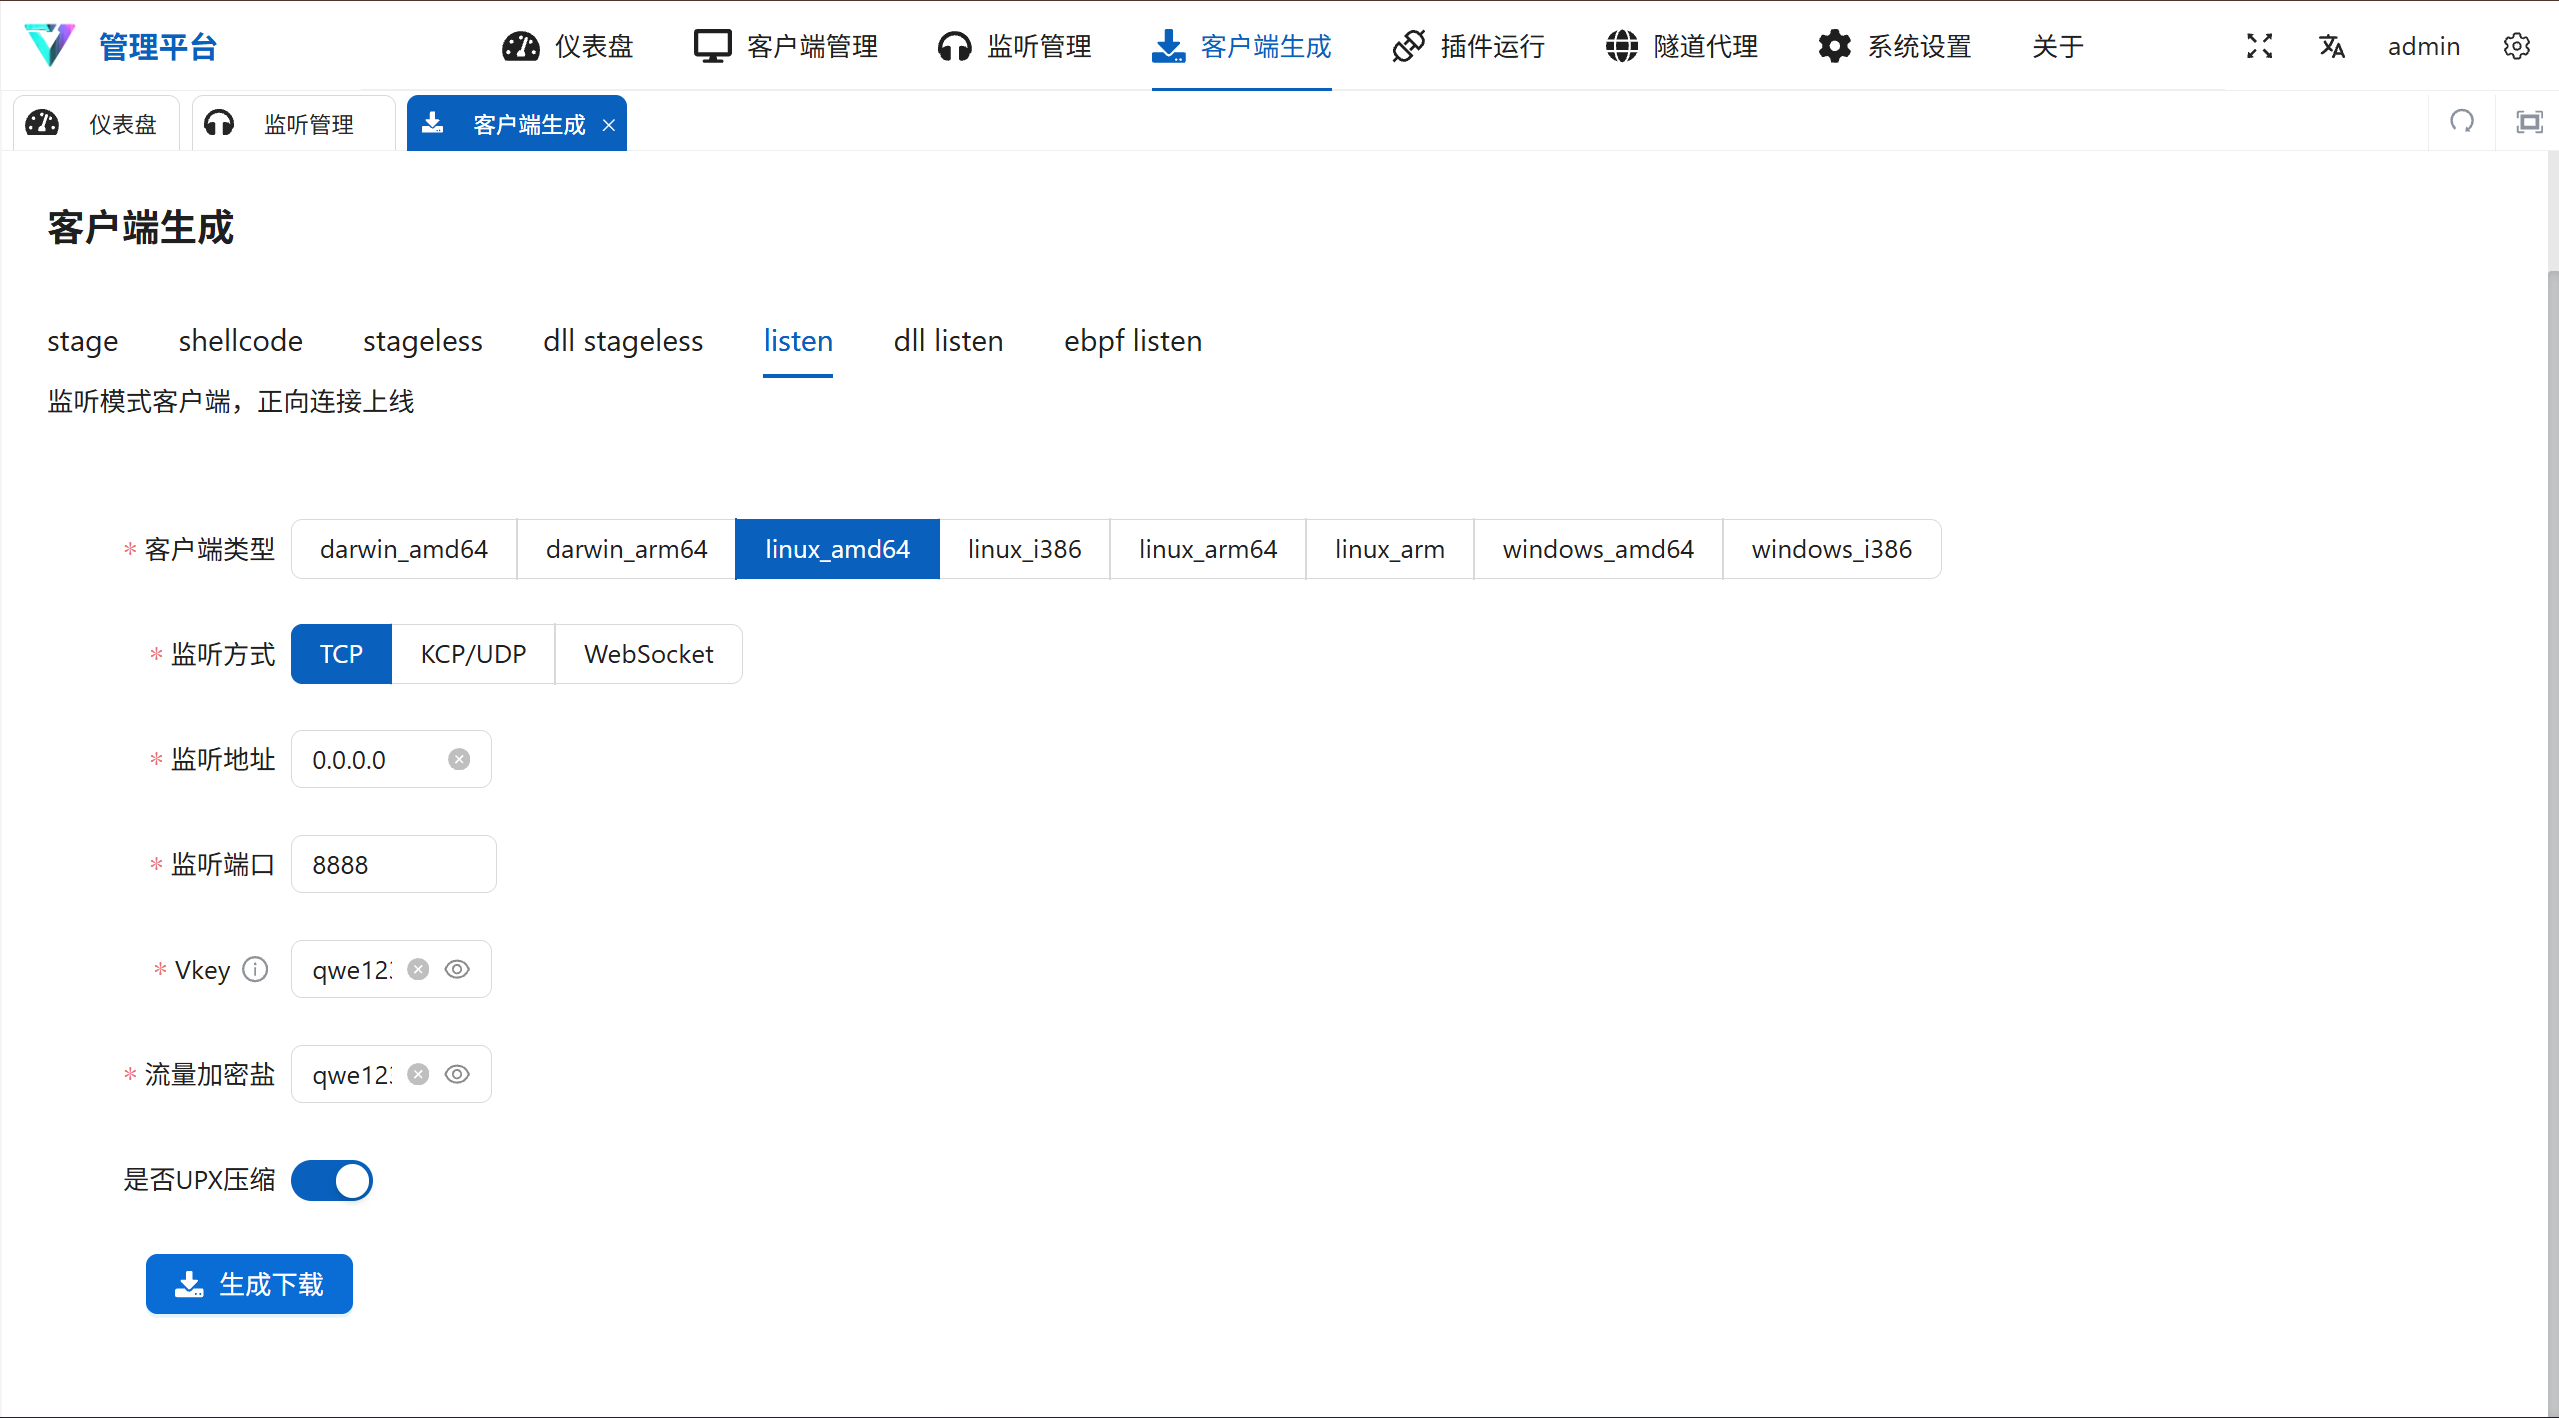 管理平台
仪表盘
客户端管理
监听管理
客户端生成
插件运行
隧道代理
系统设置
关于
admin
仪表盘
监听管理
客户端生成
客户端生成
stage
shellcode
stageless
dll stageless
listen
dll listen
ebpf listen
监听模式客户端，正向连接上线
* 客户端类型
darwin_amd64
darwin_arm64
linux_amd64
linux_i386
linux_arm64
linux_arm
windows_amd64
windows_i386
* 监听方式
TCP
KCP/UDP
WebSocket
* 监听地址
0.0.0.0
* 监听端口
8888
* Vkey
qwe123
* 流量加密盐
qwe123
是否UPX压缩
生成下载